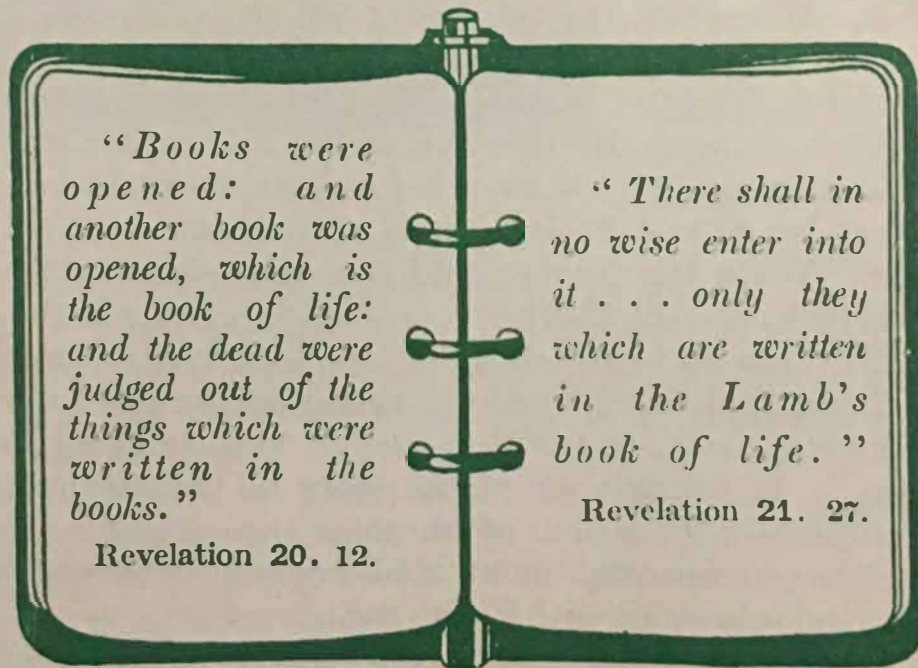 “Books were
opened: and
another book was
opened, which is
the book of life:
and the dead were
judged out of the
things which were
written in the
books.”
Revelation 20. 12.
“ There shall in
no wise enter into
it . . . only they
which are written
in the Lamb's
book of life. ”
Revelation 21. 27.